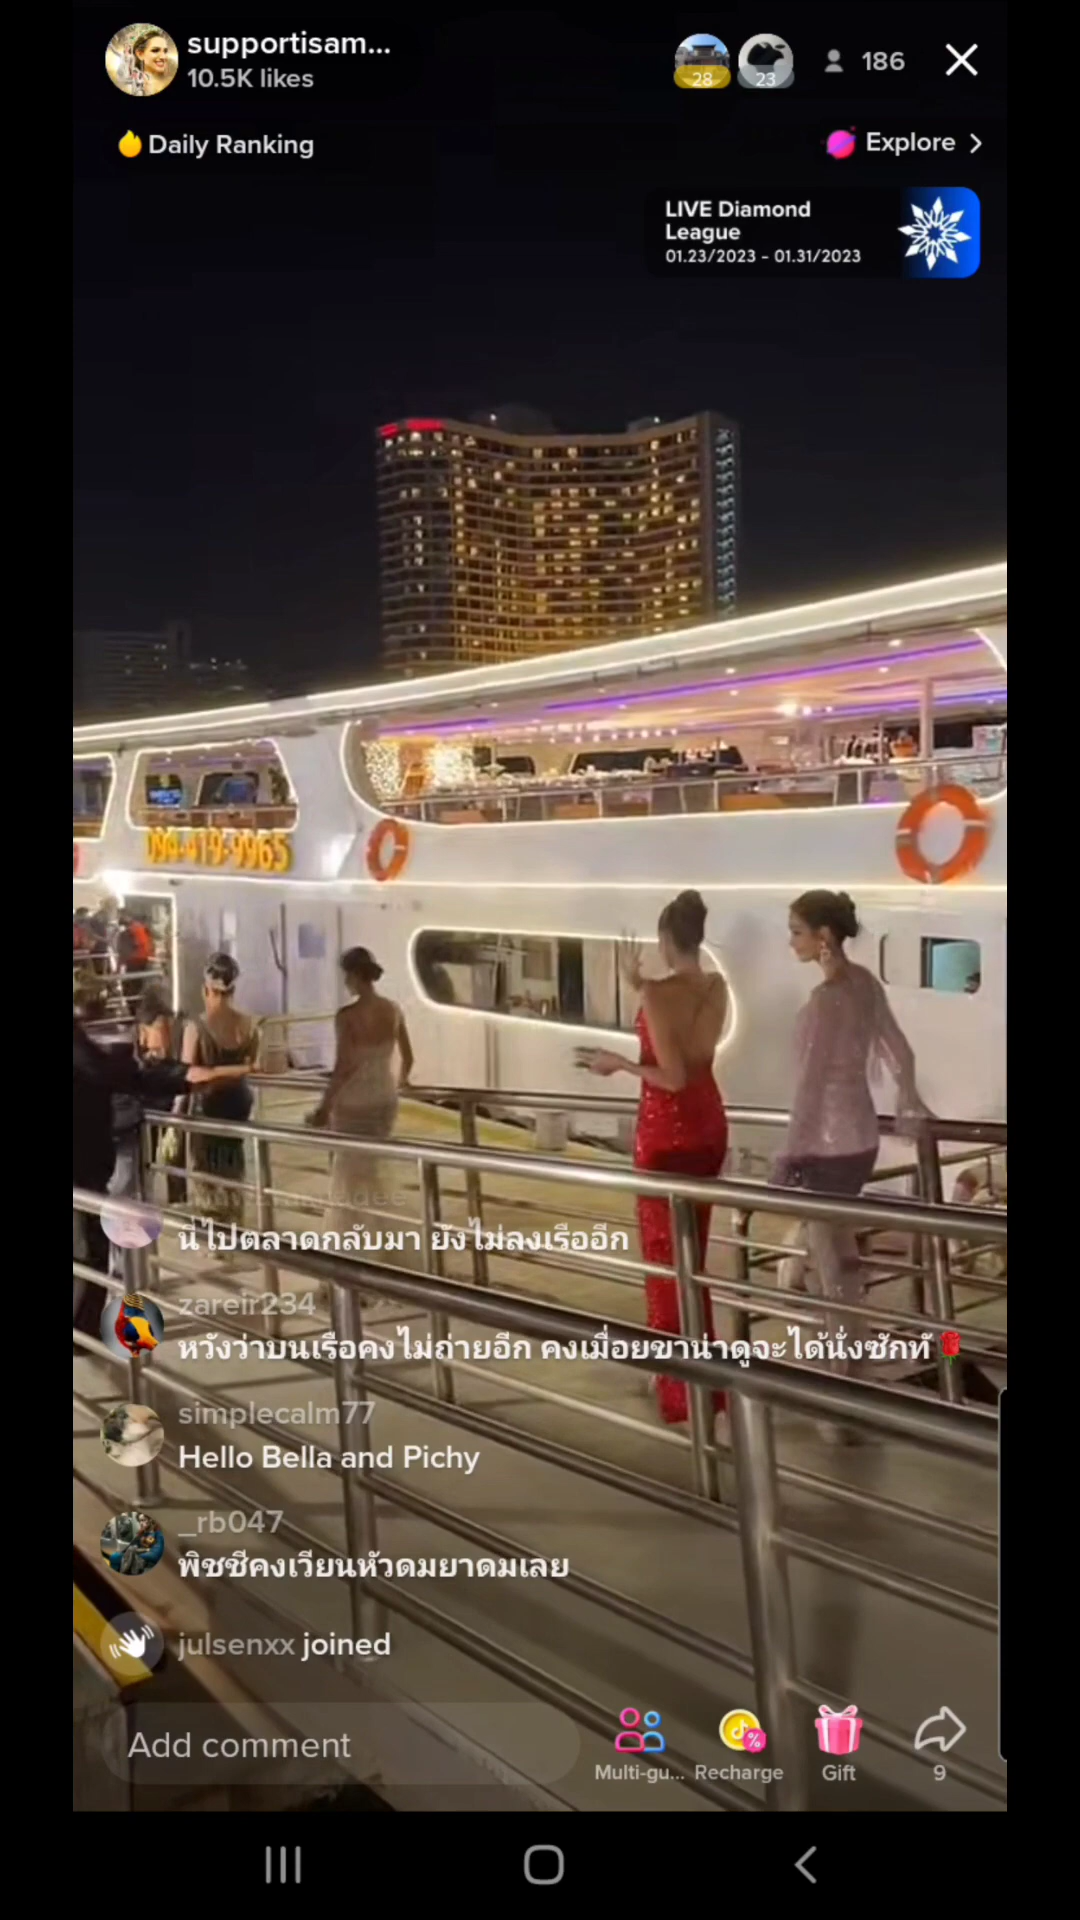 supportisam...
10.5K likes
28
23
186
Daily Ranking
Explore
LIVE Diamond
League
01.23/2023 - 01.31/2023
094-419-9965
นี่ไปตลาดกลับมา ยังไม่ลงเรืออีก
zareir234
หวังว่าบนเรือคงไม่ถ่ายอีก คงเมื่อยขาน่าดูจะได้นั่งซักที🌹
simplecalm77
Hello Bella and Pichy
_rb047
พิชชี่คงเวียนหัวดมยาดมเลย
julsenxx joined
Add comment
Multi-gu...
Recharge
Gift
9